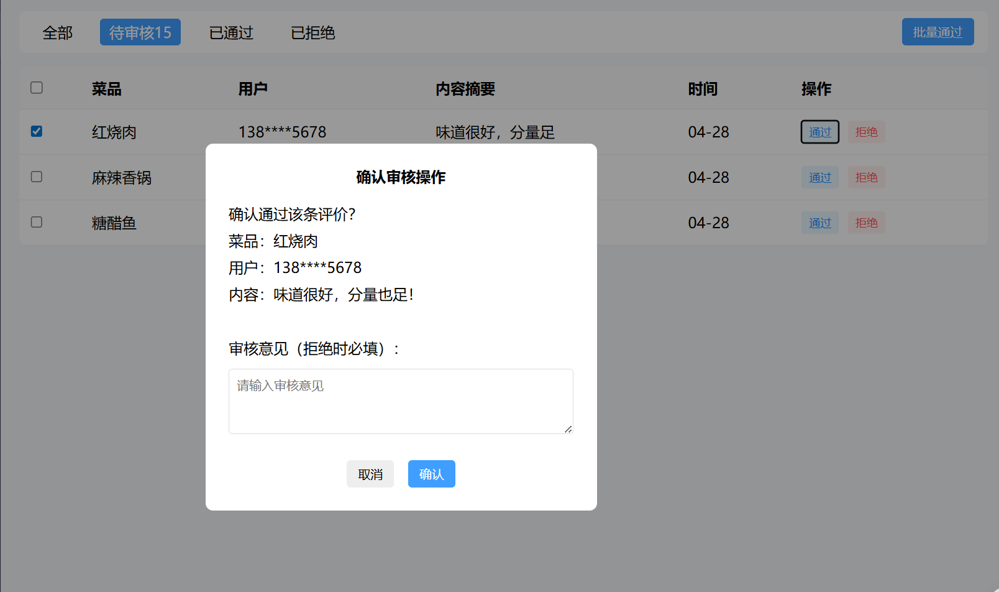 全部 待审核15 已通过 已拒绝 批量通过
菜品 用户 内容摘要 时间 操作
红烧肉 138****5678 味道很好，分量足 04-28 通过 拒绝
麻辣香锅 04-28 通过 拒绝
糖醋鱼 04-28 通过 拒绝
确认审核操作
确认通过该条评价？
菜品：红烧肉
用户：138****5678
内容：味道很好，分量也足！
审核意见（拒绝时必填）：
请输入审核意见
取消 确认